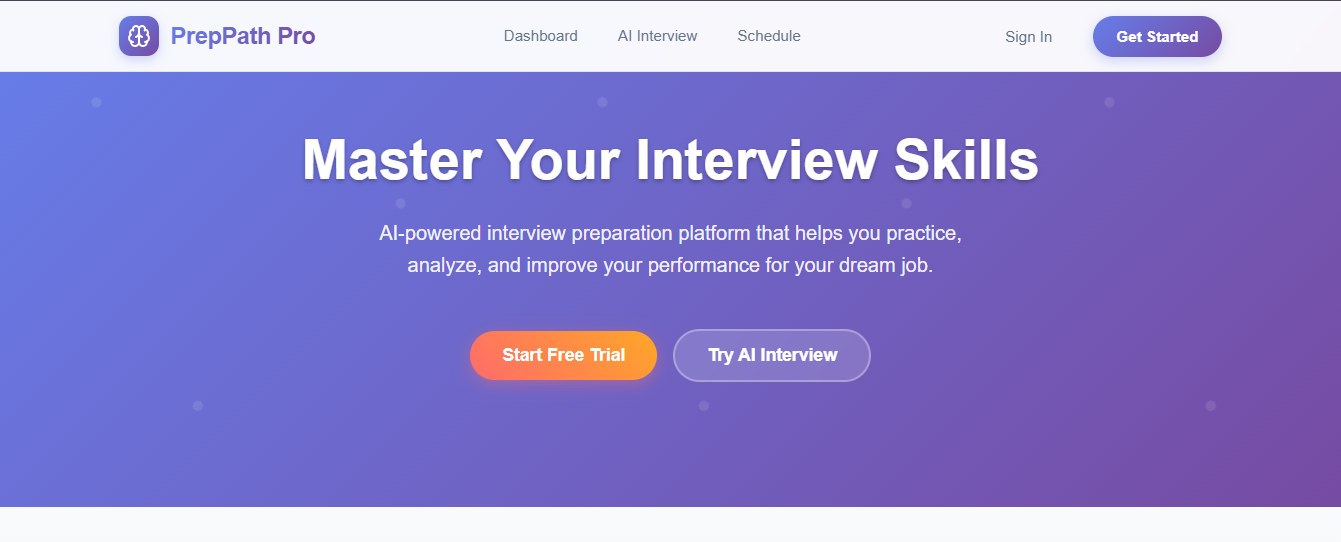 PrepPath Pro
Dashboard
AI Interview
Schedule
Sign In
Get Started
Master Your Interview Skills
AI-powered interview preparation platform that helps you practice,
analyze, and improve your performance for your dream job.
Start Free Trial
Try AI Interview